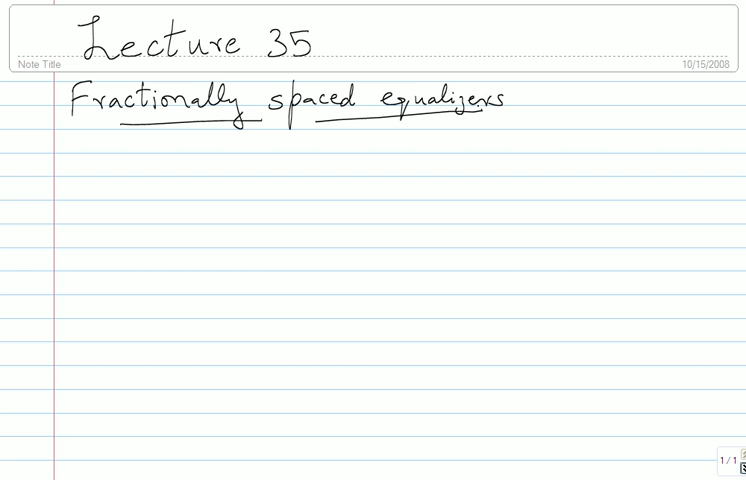 Lecture 35
Note Title
10/15/2008
Fractionally spaced equalizers
1 / 1